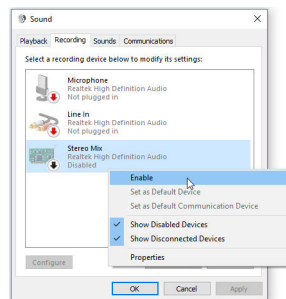 Sound
Playback Recording Sounds Communications
Select a recording device below to modify its settings:
Microphone
Realtek High Definition Audio
Not plugged in
Line In
Realtek High Definition Audio
Not plugged in
Stereo Mix
Realtek High Definition Audio
Disabled
Enable
Set as Default Device
Set as Default Communication Device
Show Disabled Devices
Show Disconnected Devices
Properties
Configure
OK Cancel Apply